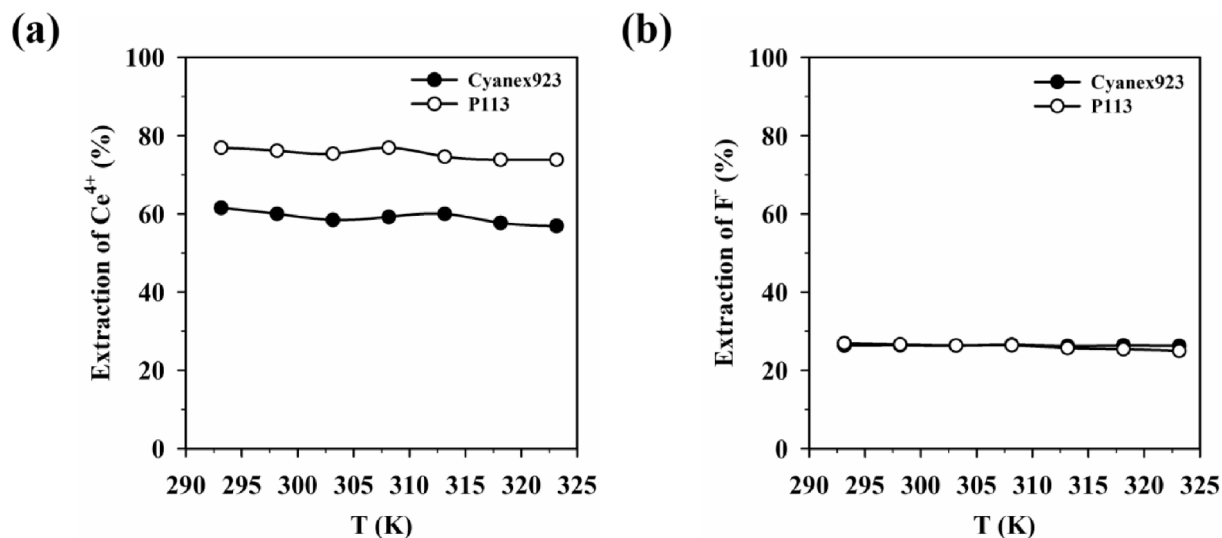 (a)
100
80
60
40
20
0
Extraction of Ce⁴⁺ (%)
Cyanex923
P113
290 295 300 305 310 315 320 325
T (K)
(b)
100
80
60
40
20
0
Extraction of F⁻ (%)
Cyanex923
P113
290 295 300 305 310 315 320 325
T (K)